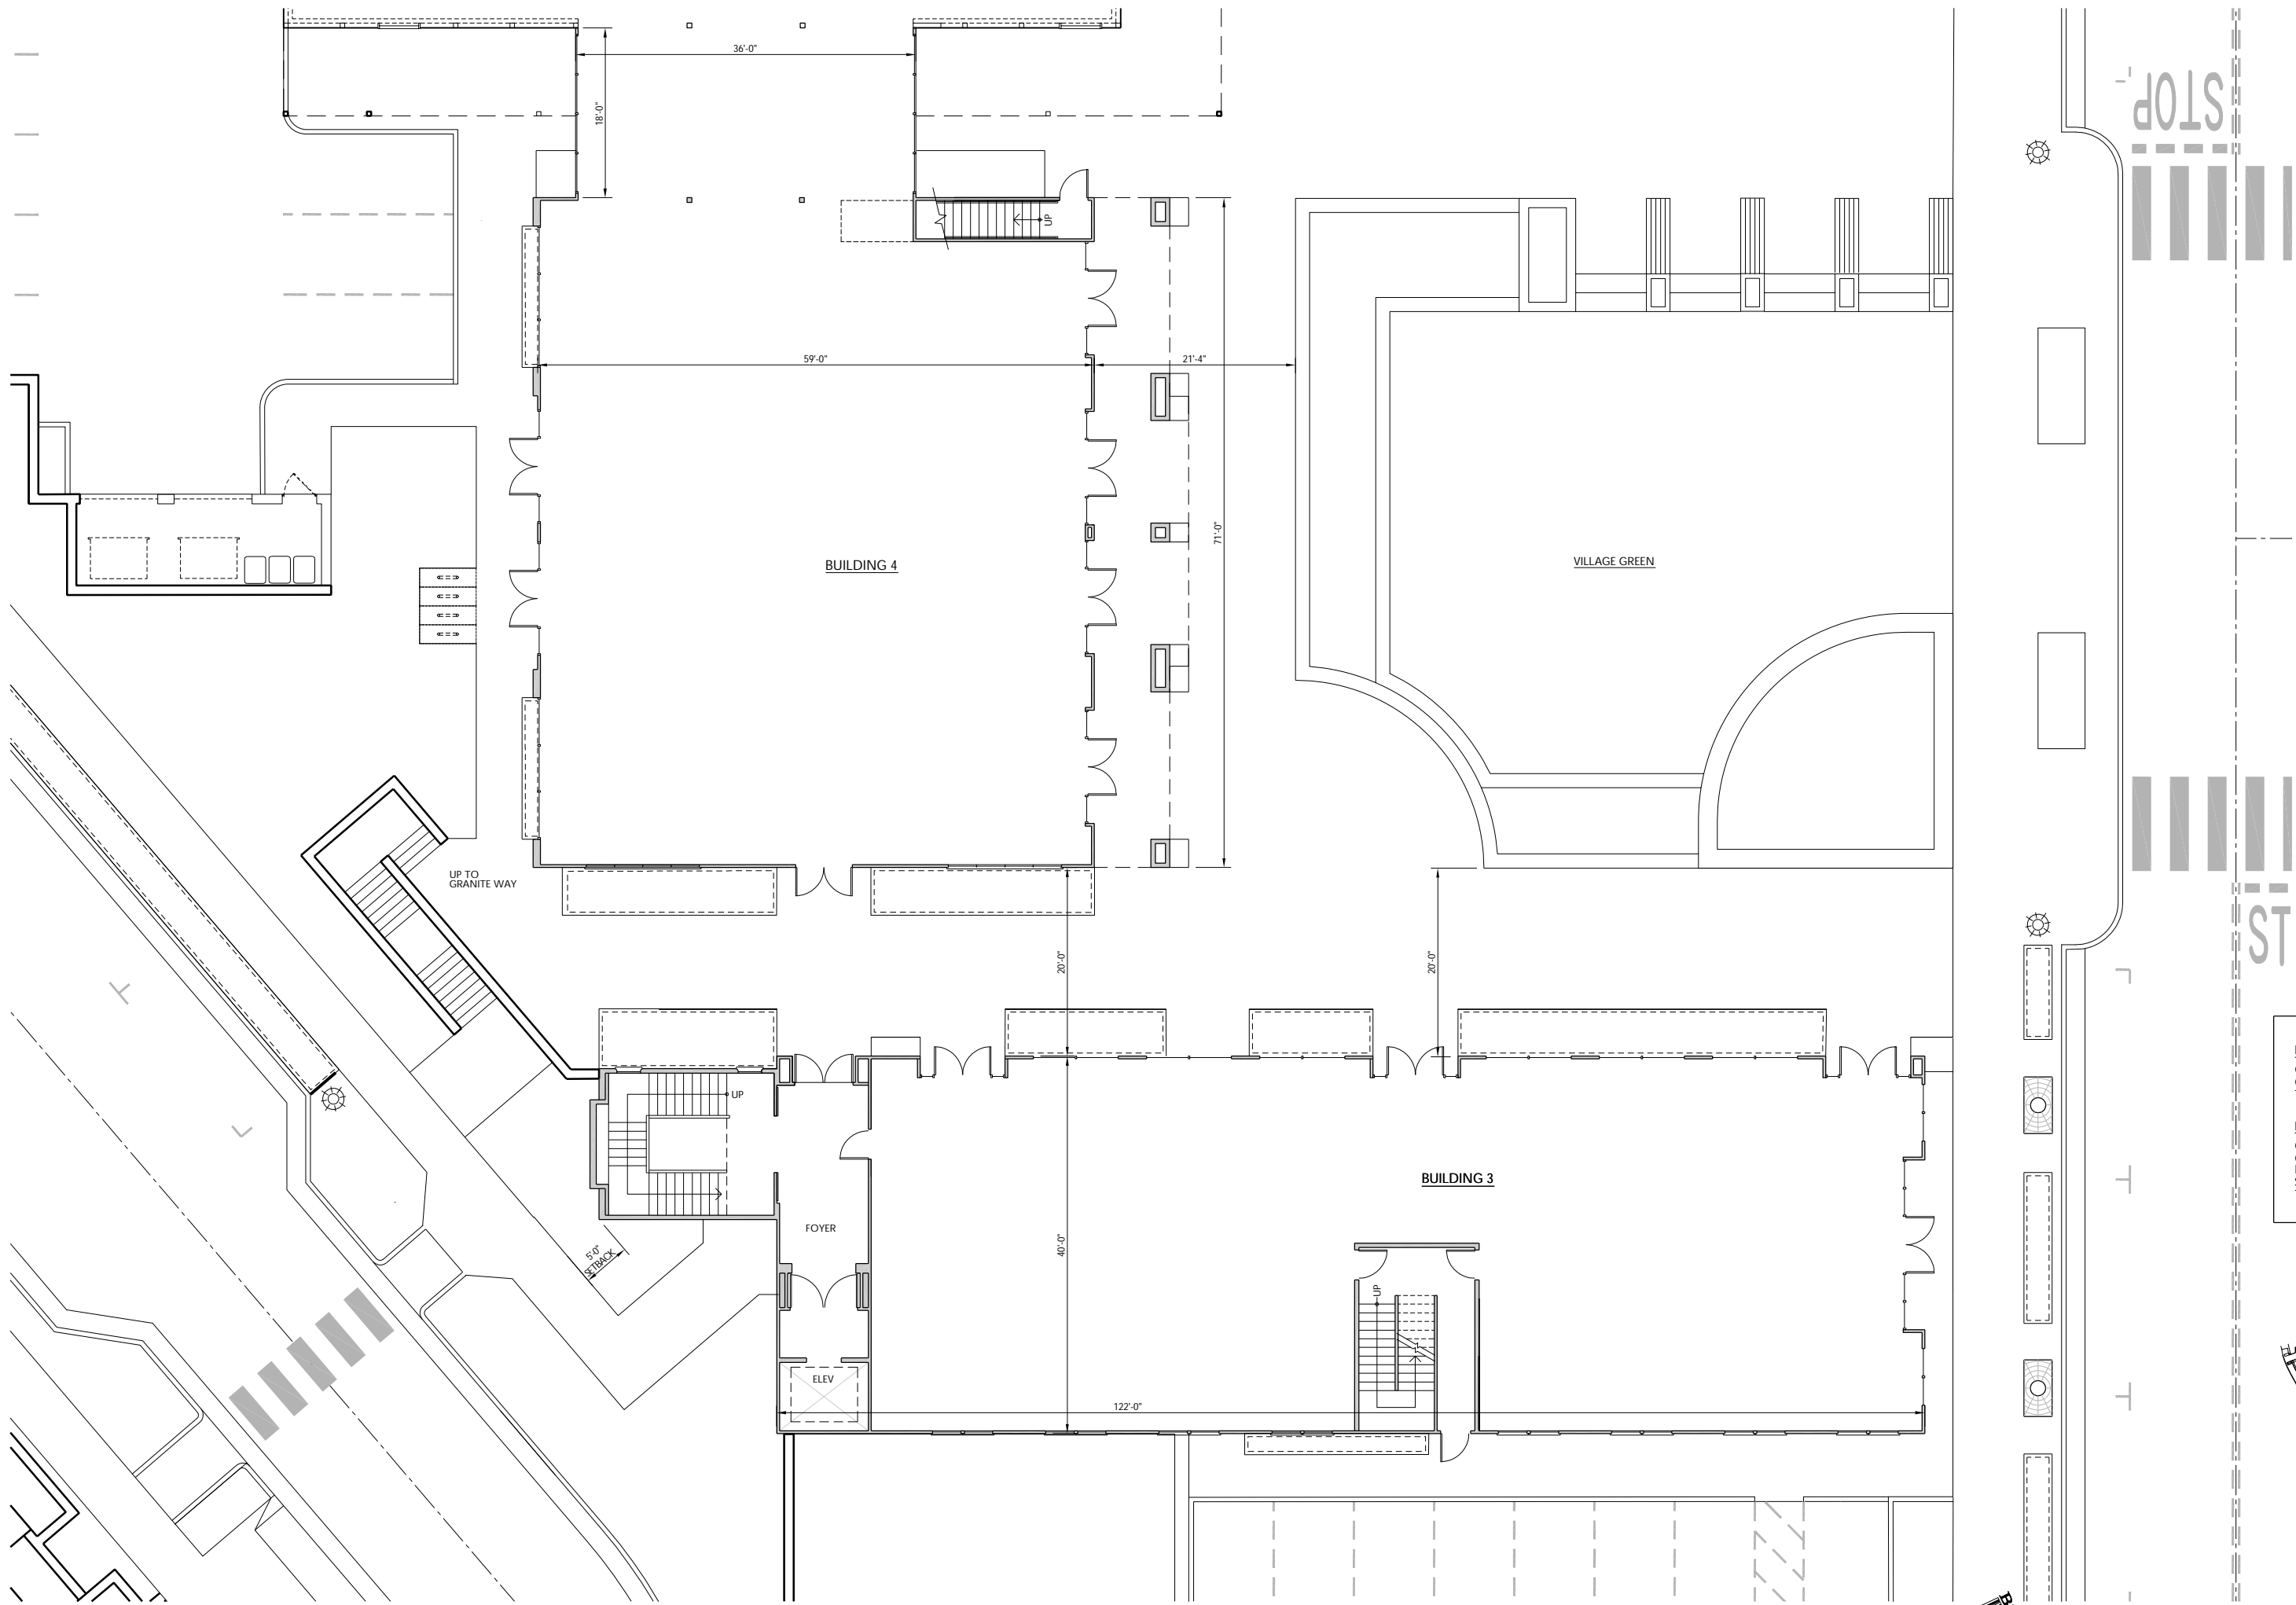 STOP
36'-0"
18'-0"
UP
59'-0"
21'-4"
71'-0"
BUILDING 4
VILLAGE GREEN
UP TO
GRANITE WAY
ST
20'-0"
20'-0"
UP
BUILDING 3
FOYER
40'-0"
5'-0"
SETBACK
UP
ELEV
122'-0"